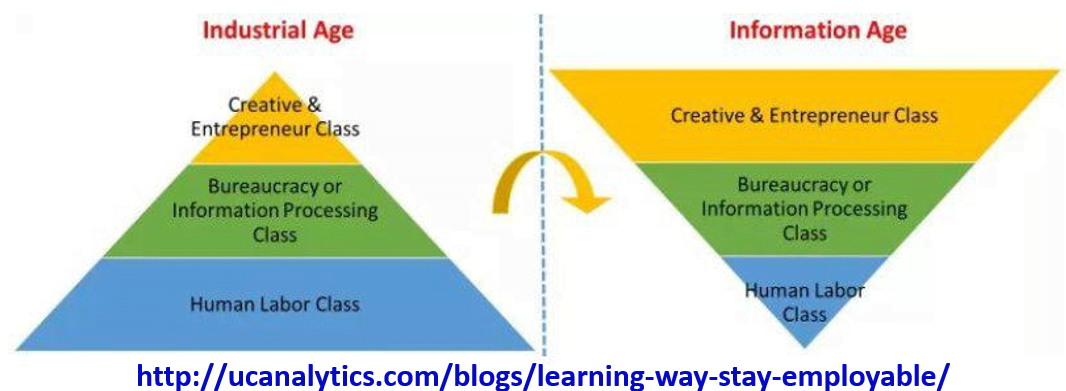 Industrial Age
Creative &
Entrepreneur Class
Bureaucracy or
Information Processing
Class
Human Labor Class
Information Age
Creative & Entrepreneur Class
Bureaucracy or
Information Processing
Class
Human Labor
Class
http://ucanalytics.com/blogs/learning-way-stay-employable/